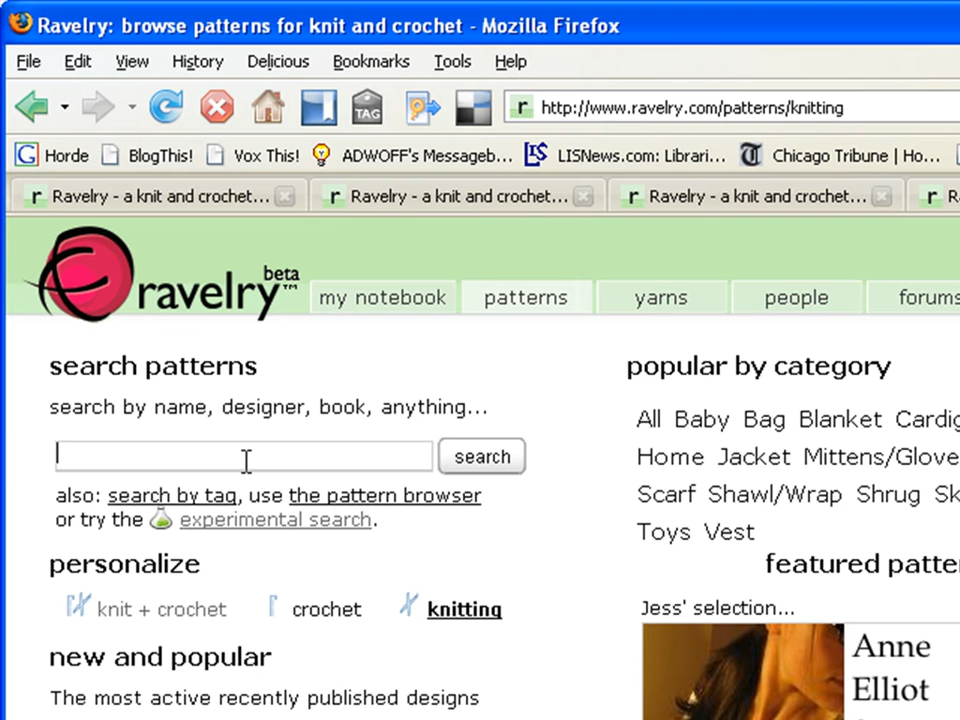 Ravelry: browse patterns for knit and crochet - Mozilla Firefox
File Edit View History Delicious Bookmarks Tools Help
TAG r http://www.ravelry.com/patterns/knitting
G Horde BlogThis! Vox This! ADWOFF's Messageb... LIS LISNews.com: Librari... T Chicago Tribune | Ho...
r Ravelry - a knit and crochet... r Ravelry - a knit and crochet... r Ravelry - a knit and crochet... r
ravelry beta ™
my notebook patterns yarns people forums
search patterns
search by name, designer, book, anything...
search
also: search by tag, use the pattern browser
or try the experimental search.
personalize
knit + crochet crochet knitting
new and popular
The most active recently published designs
popular by category
All Baby Bag Blanket
Home Jacket
Scarf Shawl/Wrap Shrug
Toys Vest
featured
Jess' selection...
Anne
Elliot